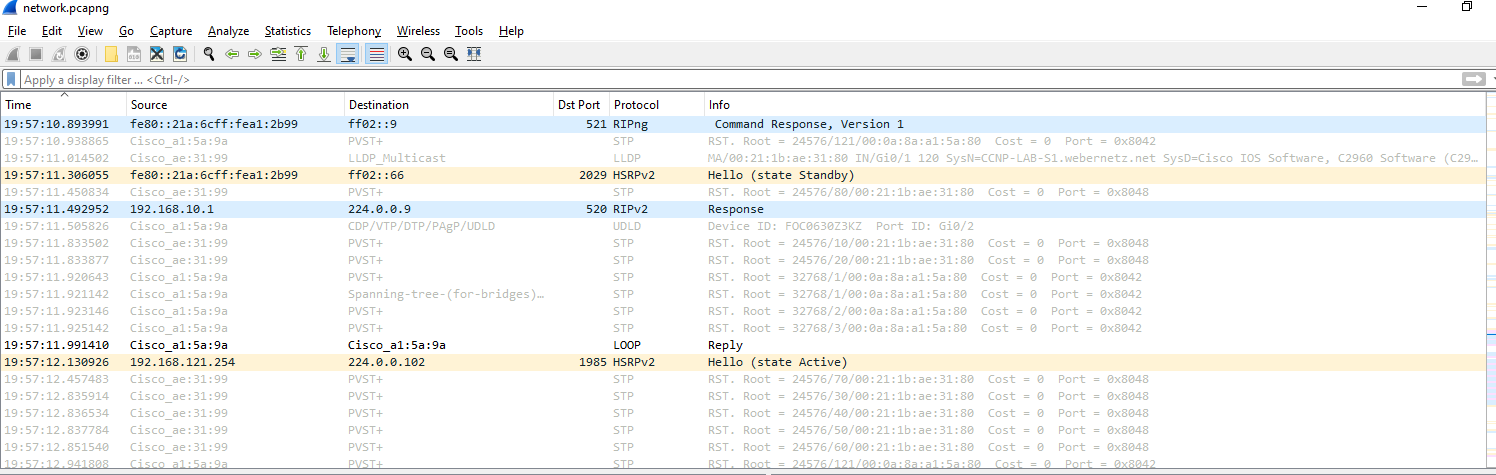 network.pcapng
File Edit View Go Capture Analyze Statistics Telephony Wireless Tools Help
Apply a display filter ... <Ctrl-/>
Time Source Destination Dst Port Protocol Info
19:57:10.893991 fe80::21a:6cff:fea1:2b99 ff02::9 521 RIPng Command Response, Version 1
19:57:10.938865 Cisco_a1:5a:9a PVST+ STP RST. Root = 24576/121/00:0a:8a:a1:5a:80 Cost = 0 Port = 0x8042
19:57:11.014502 Cisco_ae:31:99 LLDP_Multicast LLDP MA/00:21:1b:ae:31:80 IN/Gi0/1 120 SysN=CCNP-LAB-S1.webernetz.net SysD=Cisco IOS Software, C2960 Software (C29…
19:57:11.306055 fe80::21a:6cff:fea1:2b99 ff02::66 2029 HSRPv2 Hello (state Standby)
19:57:11.450834 Cisco_ae:31:99 PVST+ STP RST. Root = 24576/80/00:21:1b:ae:31:80 Cost = 0 Port = 0x8048
19:57:11.492952 192.168.10.1 224.0.0.9 520 RIPv2 Response
19:57:11.505826 Cisco_a1:5a:9a CDP/VTP/DTP/PAgP/UDLD UDLD Device ID: FOC0630Z3KZ Port ID: Gi0/2
19:57:11.833502 Cisco_ae:31:99 PVST+ STP RST. Root = 24576/10/00:21:1b:ae:31:80 Cost = 0 Port = 0x8048
19:57:11.833877 Cisco_ae:31:99 PVST+ STP RST. Root = 24576/20/00:21:1b:ae:31:80 Cost = 0 Port = 0x8048
19:57:11.920643 Cisco_a1:5a:9a PVST+ STP RST. Root = 32768/1/00:0a:8a:a1:5a:80 Cost = 0 Port = 0x8042
19:57:11.921142 Cisco_a1:5a:9a Spanning-tree-(for-bridges)… STP RST. Root = 32768/1/00:0a:8a:a1:5a:80 Cost = 0 Port = 0x8042
19:57:11.923146 Cisco_a1:5a:9a PVST+ STP RST. Root = 32768/2/00:0a:8a:a1:5a:80 Cost = 0 Port = 0x8042
19:57:11.925142 Cisco_a1:5a:9a PVST+ STP RST. Root = 32768/3/00:0a:8a:a1:5a:80 Cost = 0 Port = 0x8042
19:57:11.991410 Cisco_a1:5a:9a Cisco_a1:5a:9a LOOP Reply
19:57:12.130926 192.168.121.254 224.0.0.102 1985 HSRPv2 Hello (state Active)
19:57:12.457483 Cisco_ae:31:99 PVST+ STP RST. Root = 24576/70/00:21:1b:ae:31:80 Cost = 0 Port = 0x8048
19:57:12.835914 Cisco_ae:31:99 PVST+ STP RST. Root = 24576/30/00:21:1b:ae:31:80 Cost = 0 Port = 0x8048
19:57:12.836534 Cisco_ae:31:99 PVST+ STP RST. Root = 24576/40/00:21:1b:ae:31:80 Cost = 0 Port = 0x8048
19:57:12.837784 Cisco_ae:31:99 PVST+ STP RST. Root = 24576/50/00:21:1b:ae:31:80 Cost = 0 Port = 0x8048
19:57:12.851540 Cisco_ae:31:99 PVST+ STP RST. Root = 24576/60/00:21:1b:ae:31:80 Cost = 0 Port = 0x8048
19:57:12.941808 Cisco_a1:5a:9a PVST+ STP RST. Root = 24576/121/00:0a:8a:a1:5a:80 Cost = 0 Port = 0x8042